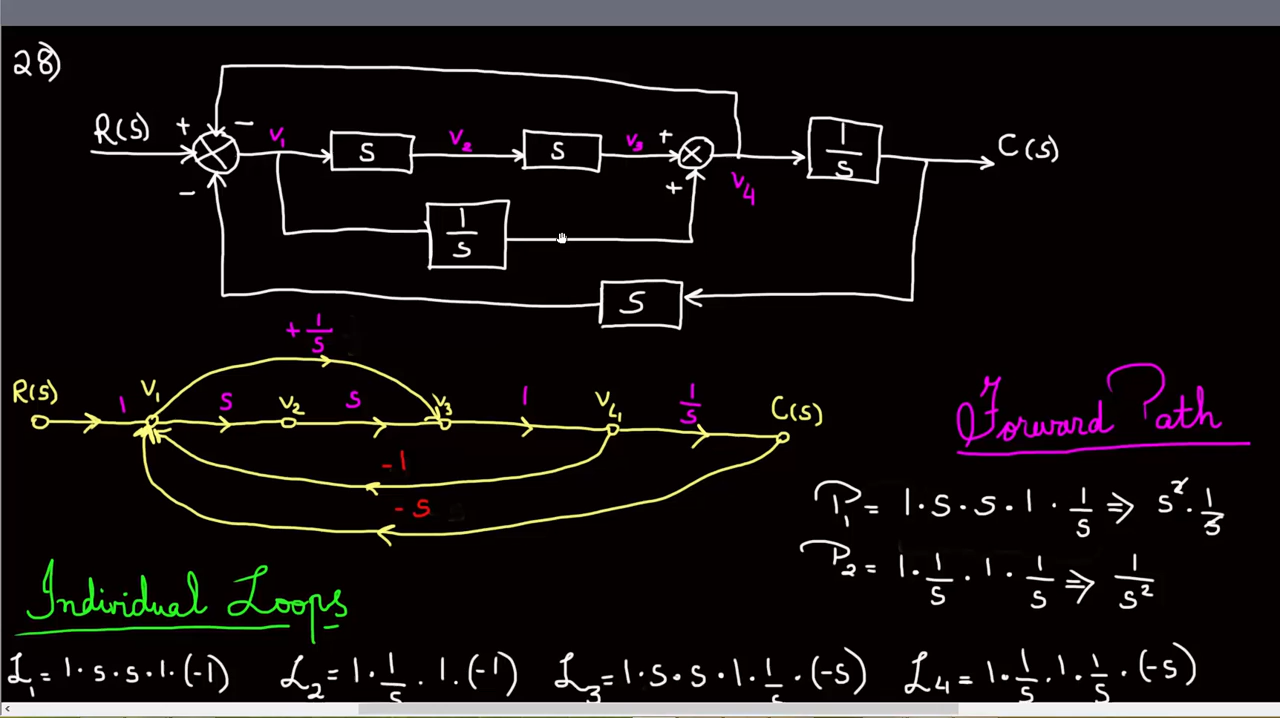 28)
R(s) + - V1 s V2 s V3 + V4 1/s C(s)
- +
1/s
s
+ 1/s
R(s) 1 V1 s V2 s V3 1 V4 1/s C(s)
-1
-s
Forward Path
P1 = 1·s·s·1·1/s ⇒ s²·1/s
P2 = 1·1/s·1·1/s ⇒ 1/s²
Individual Loops
L1 = 1·s·s·1·(-1) L2 = 1·1/s·1·(-1) L3 = 1·s·s·1·1/s·(-s) L4 = 1·1/s·1·1/s·(-s)